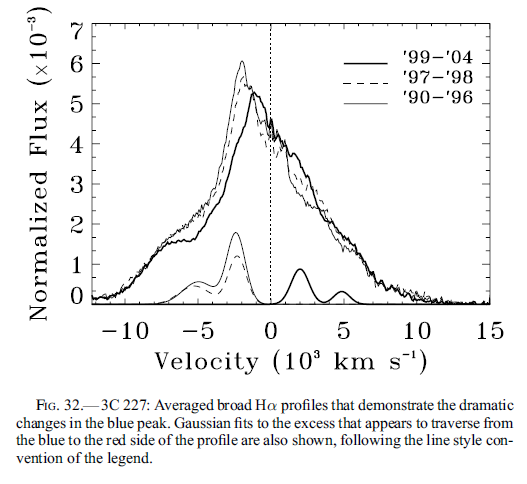 7
6
5
4
3
2
1
0
Normalized Flux (×10⁻³)
'99–'04
'97–'98
'90–'96
−10 −5 0 5 10 15
Velocity (10³ km s⁻¹)
FIG. 32.—3C 227: Averaged broad Hα profiles that demonstrate the dramatic
changes in the blue peak. Gaussian fits to the excess that appears to traverse from
the blue to the red side of the profile are also shown, following the line style con-
vention of the legend.